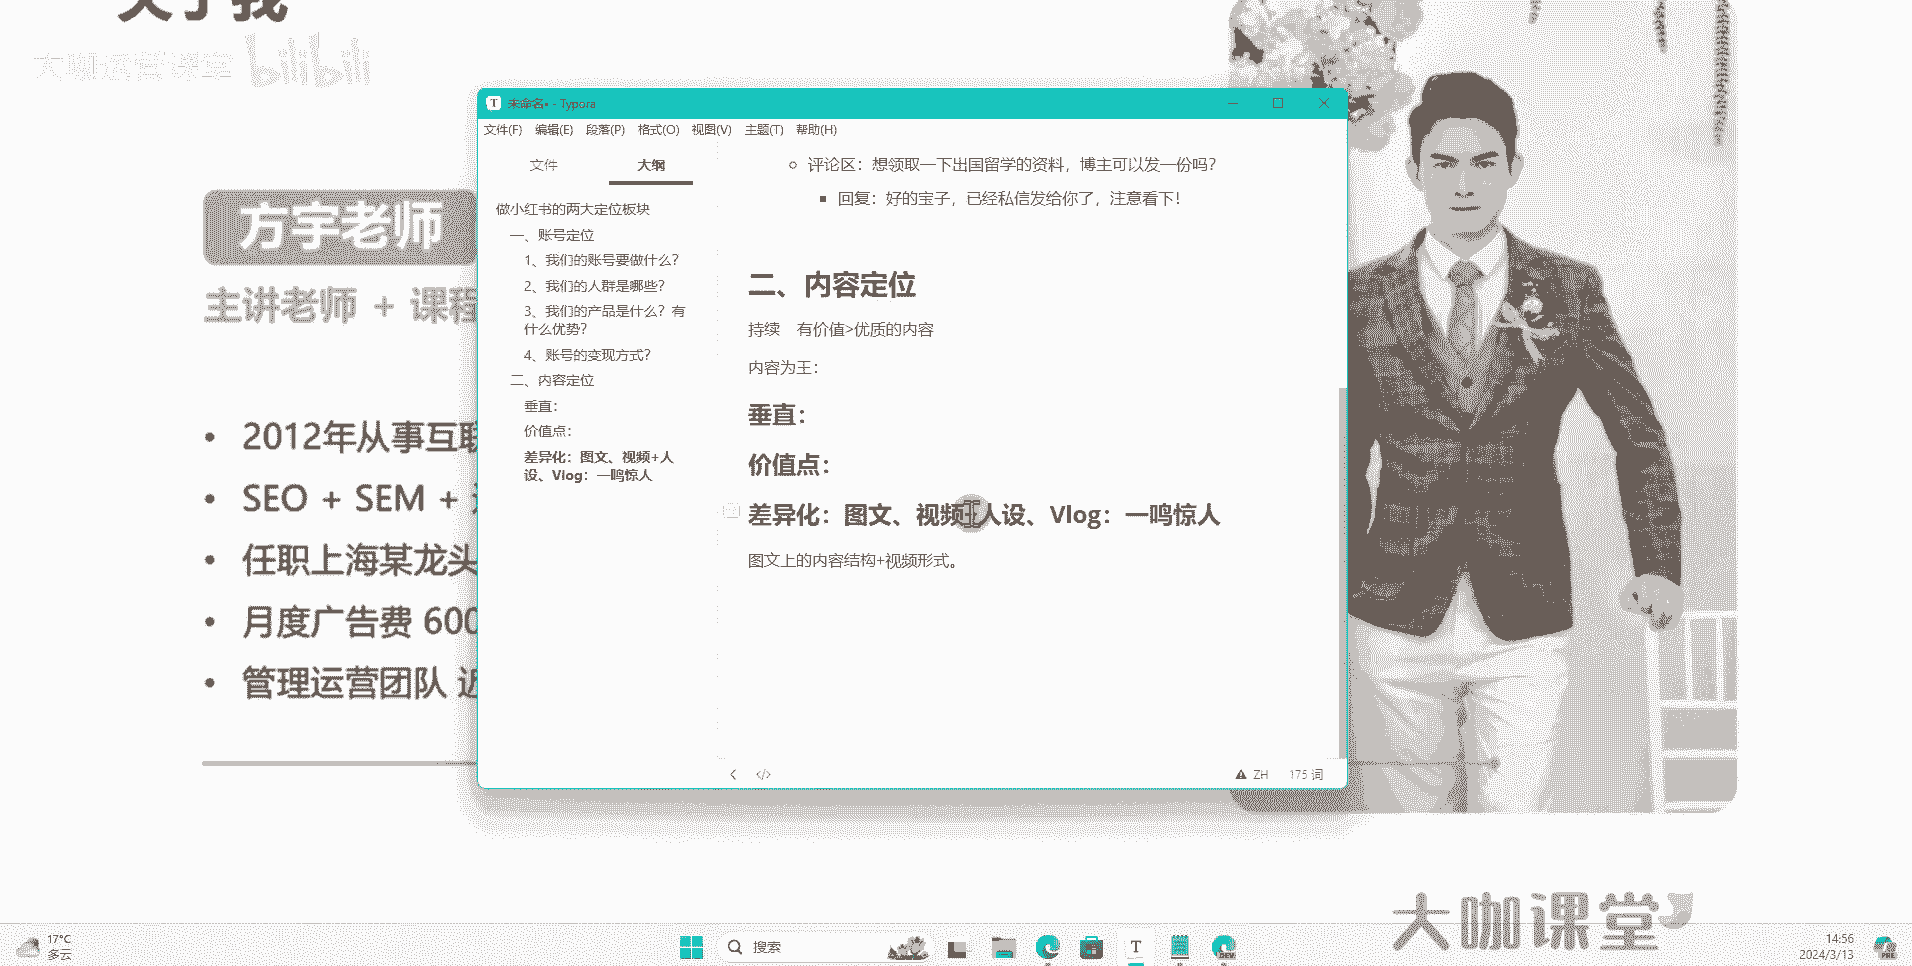 关于我
大咖运营课堂 bilibili
方宇老师
主讲老师 + 课程
• 2012年从事互联
• SEO + SEM +
• 任职上海某龙头
• 月度广告费 600
• 管理运营团队 近
T 未命名• - Typora
文件(F) 编辑(E) 段落(P) 格式(O) 视图(V) 主题(T) 帮助(H)
文件 大纲
做小红书的两大定位板块
一、账号定位
1、我们的账号要做什么？
2、我们的人群是哪些？
3、我们的产品是什么？有
什么优势？
4、账号的变现方式？
二、内容定位
垂直：
价值点：
差异化：图文、视频+人
设、Vlog：一鸣惊人
评论区：想领取一下出国留学的资料，博主可以发一份吗？
回复：好的宝子，已经私信发给你了，注意看下！
二、内容定位
持续 有价值>优质的内容
内容为王：
垂直：
价值点：
差异化：图文、视频+人设、Vlog：一鸣惊人
图文上的内容结构+视频形式。
ZH 175 词
大咖课堂
17°C
多云
搜索
T
DEV
14:56
2024/3/13
PRE